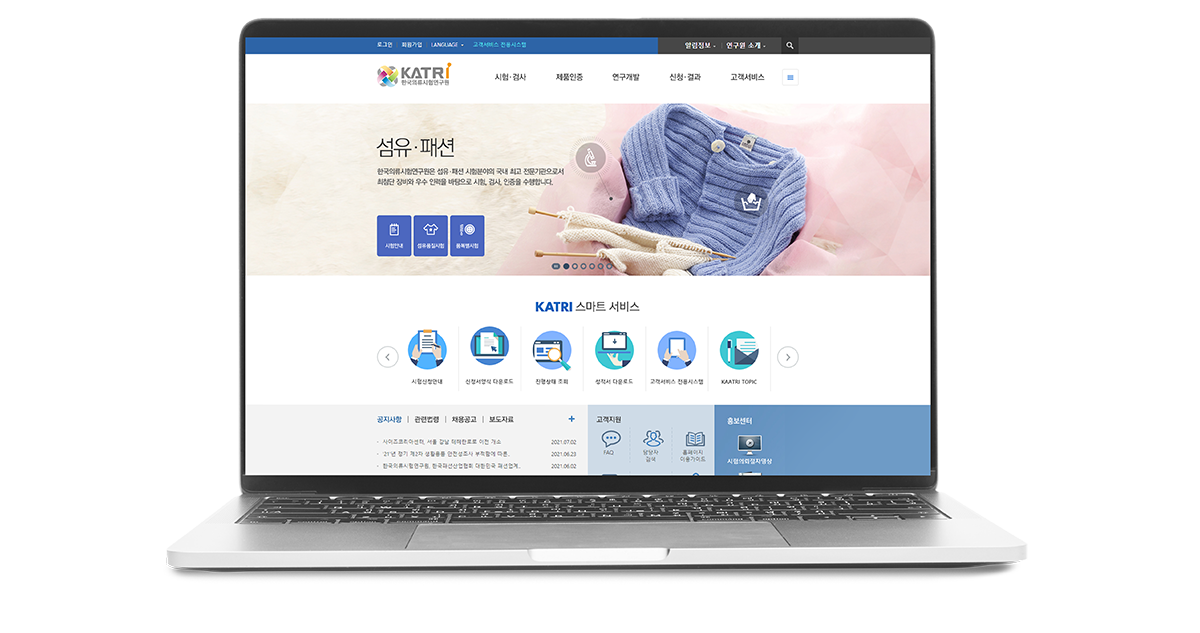 로그인 회원가입 LANGUAGE 고객서비스 전용시스템 알림정보 연구원 소개
KATRI
한국의류시험연구원
시험·검사 제품인증 연구개발 신청·결과 고객서비스
섬유·패션
한국의류시험연구원은 섬유·패션 시험분야의 국내 최고 전문기관으로서
최첨단 장비와 우수 인력을 바탕으로 시험, 검사, 인증을 수행합니다.
시험안내 섬유품질시험 품목별시험
KATRI 스마트 서비스
시험신청안내 신청서양식 다운로드 진행상태 조회 성적서 다운로드 고객서비스 전용시스템 KAATRI TOPIC
공지사항 | 관련법령 | 채용공고 | 보도자료 +
· 사이즈코리아센터, 서울 강남 테헤란로로 이전 개소 2021.07.02
· '21년 정기 제2차 생활용품 안전성조사 부적합에 따른.. 2021.06.23
· 한국의류시험연구원, 한국패션산업협회 대한민국 패션업계.. 2021.06.02
고객지원
FAQ
담당자
검색
홈페이지
이용가이드
홍보센터
시험의뢰절차영상